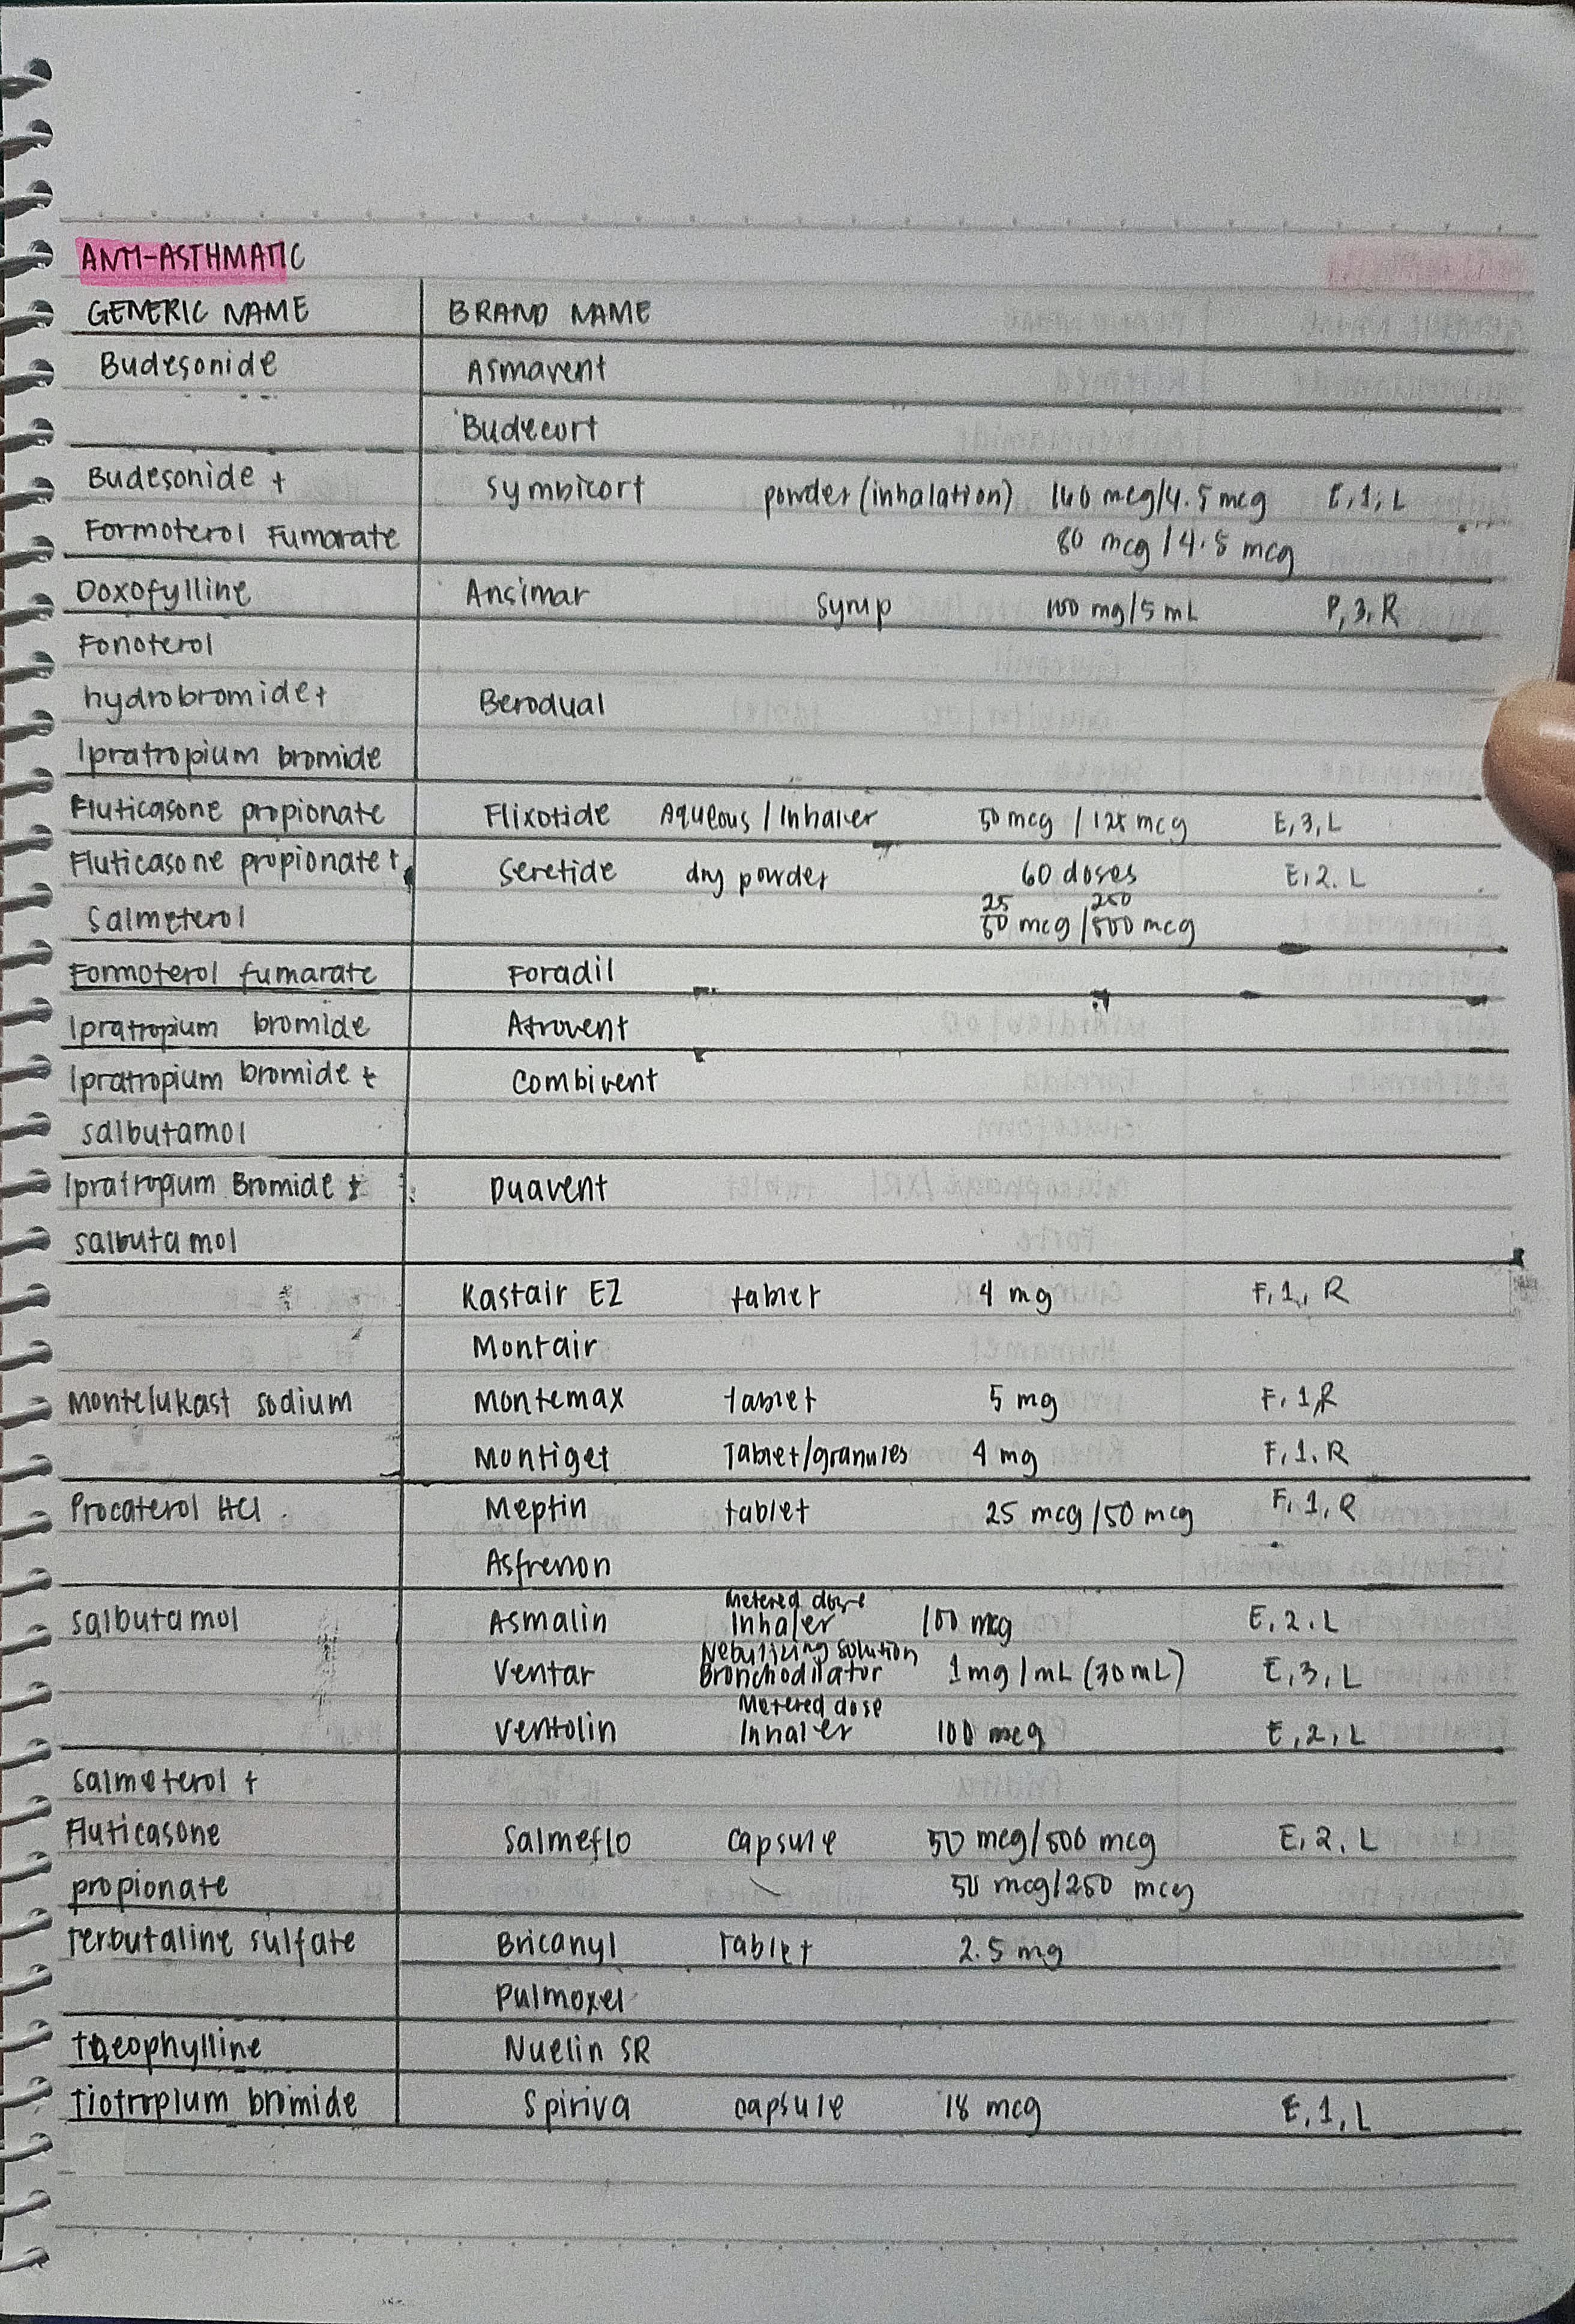 ANTI-ASTHMATIC
GENERIC NAME BRAND NAME
Budesonide Asmavent
Budecort
Budesonide + Symbicort powder (inhalation) 160 mcg/4.5 mcg E, 1, L
Formoterol Fumarate 80 mcg / 4.5 mcg
Doxofylline Ansimar Syrup 100 mg/5 mL P, 3, R
Fonoterol
hydrobromide + Berodual
Ipratropium bromide
Fluticasone propionate Flixotide Aqueous / Inhaler 50 mcg / 125 mcg E, 3, L
Fluticasone propionate + Seretide dry powder 60 doses E, 2. L
25 250
Salmeterol 50 mcg / 500 mcg
Formoterol fumarate Foradil
Ipratropium bromide Atrovent
Ipratropium bromide + Combivent
salbutamol
Ipratropium Bromide + Duavent
salbutamol
Kastair EZ tablet 4 mg F, 1, R
Montair
Montelukast sodium Montemax tablet 5 mg F, 1, R
Montiget Tablet/granules 4 mg F, 1. R
Procaterol HCl Meptin tablet 25 mcg /50 mcg F, 1, R
Asfrenon
Metered dose
salbutamol Asmalin Inhaler 100 mcg E, 2. L
Nebulizing solution
Ventar Bronchodilator 1mg / mL (30mL) E, 3, L
Metered dose
Ventolin Inhaler 100 mcg E, 2, L
Salmeterol +
Fluticasone Salmeflo capsule 50 mcg/500 mcg E, 2, L
propionate 50 mcg/250 mcg
Terbutaline sulfate Bricanyl Tablet 2.5 mg
Pulmoxel
theophylline Nuelin SR
Tiotropium bromide Spiriva capsule 18 mcg E, 1, L